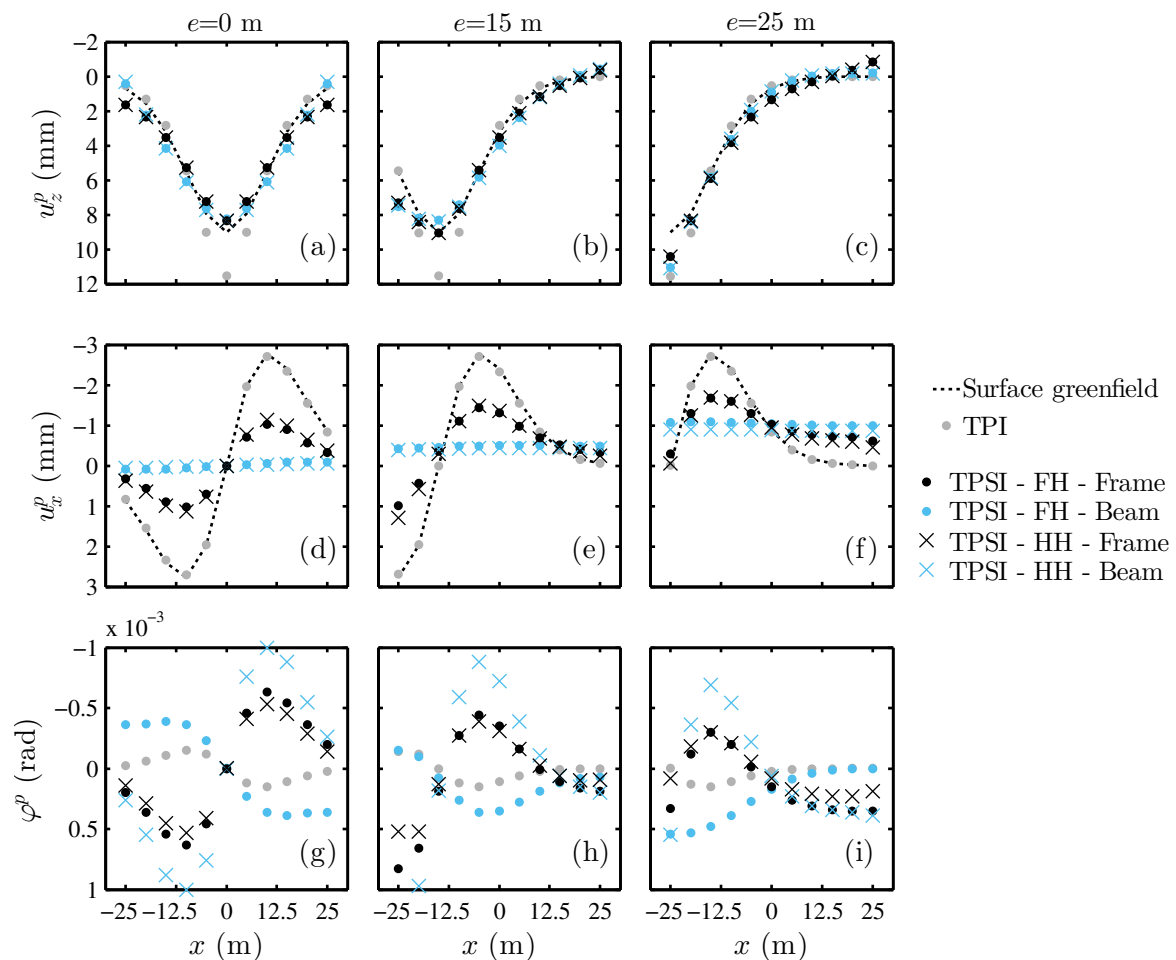 e=0 m
e=15 m
e=25 m
−2
0
2
4
6
8
10
12
u_z^p (mm)
(a)
(b)
(c)
−3
−2
−1
0
1
2
3
u_x^p (mm)
(d)
(e)
(f)
Surface greenfield
TPI
TPSI - FH - Frame
TPSI - FH - Beam
TPSI - HH - Frame
TPSI - HH - Beam
x 10^−3
−1
−0.5
0
0.5
1
φ^p (rad)
(g)
(h)
(i)
−25 −12.5 0 12.5 25
−25 −12.5 0 12.5 25
−25 −12.5 0 12.5 25
x (m)
x (m)
x (m)